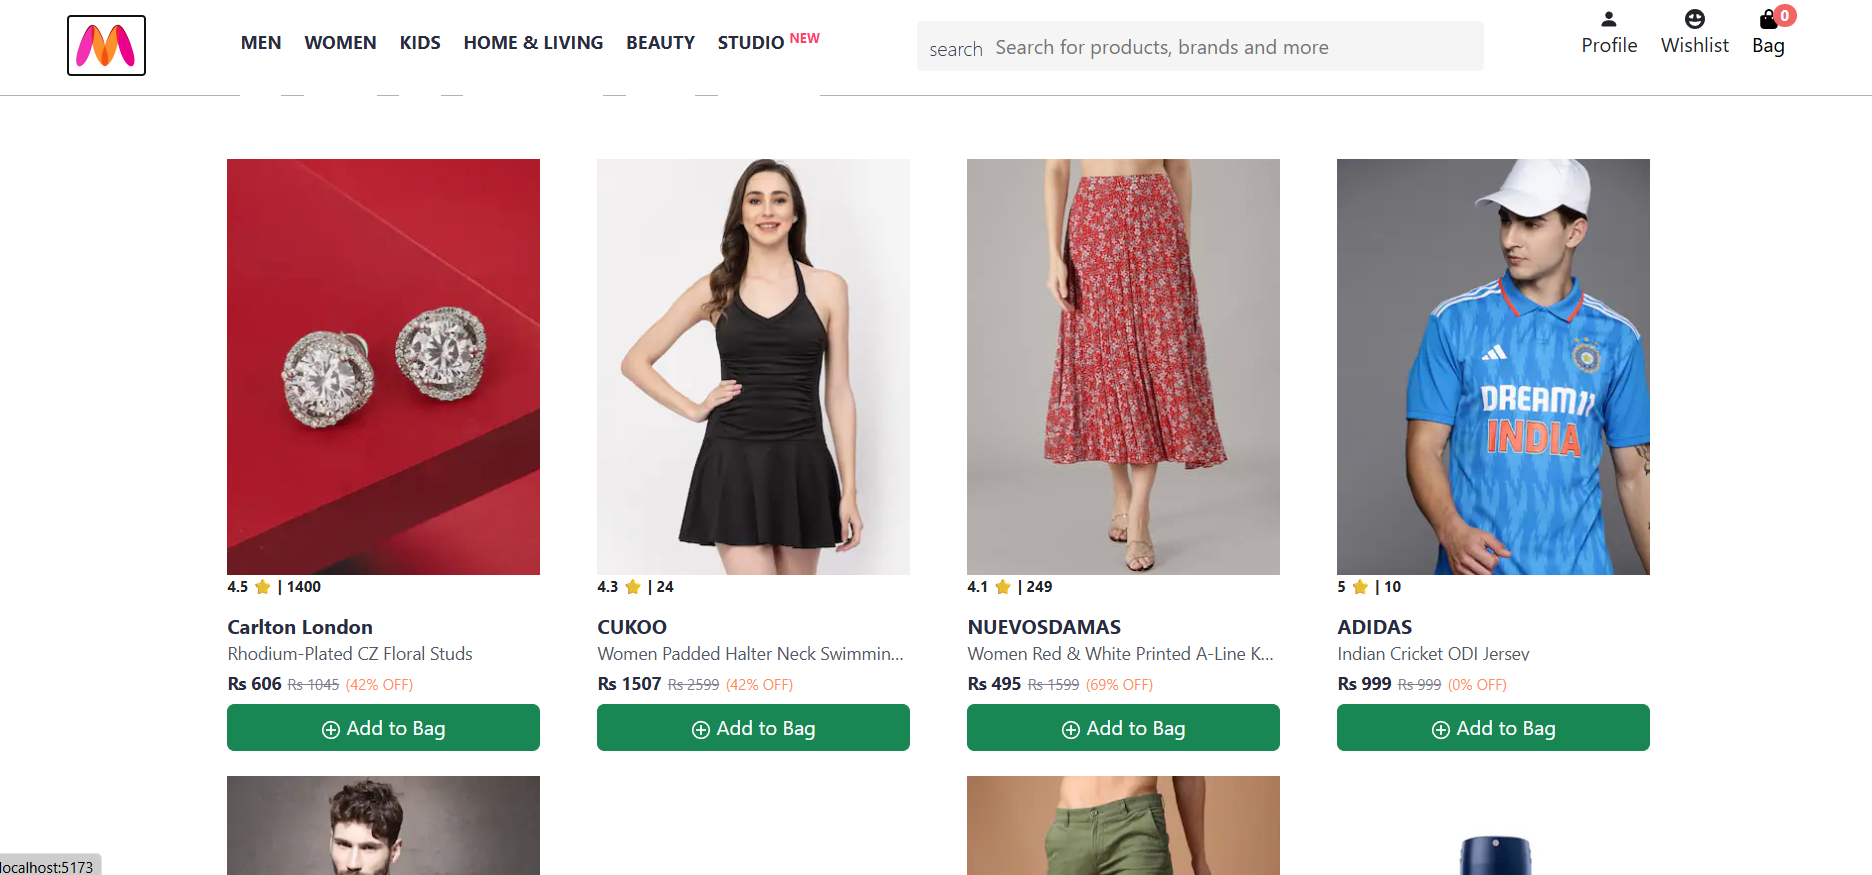 MEN WOMEN KIDS HOME & LIVING BEAUTY STUDIO NEW
search Search for products, brands and more
Profile Wishlist Bag 0
DREAM11
INDIA
4.5 ⭐ | 1400
Carlton London
Rhodium-Plated CZ Floral Studs
Rs 606 Rs 1045 (42% OFF)
Add to Bag
4.3 ⭐ | 24
CUKOO
Women Padded Halter Neck Swimmin...
Rs 1507 Rs 2599 (42% OFF)
Add to Bag
4.1 ⭐ | 249
NUEVOSDAMAS
Women Red & White Printed A-Line K...
Rs 495 Rs 1599 (69% OFF)
Add to Bag
5 ⭐ | 10
ADIDAS
Indian Cricket ODI Jersey
Rs 999 Rs 999 (0% OFF)
Add to Bag
localhost:5173